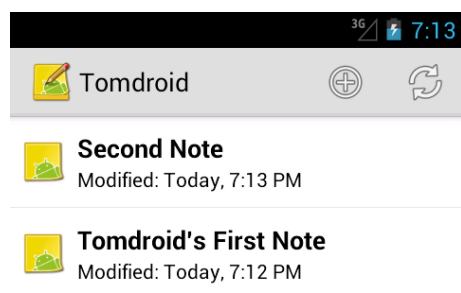 3G 7:13
Tomdroid
Second Note
Modified: Today, 7:13 PM
Tomdroid's First Note
Modified: Today, 7:12 PM